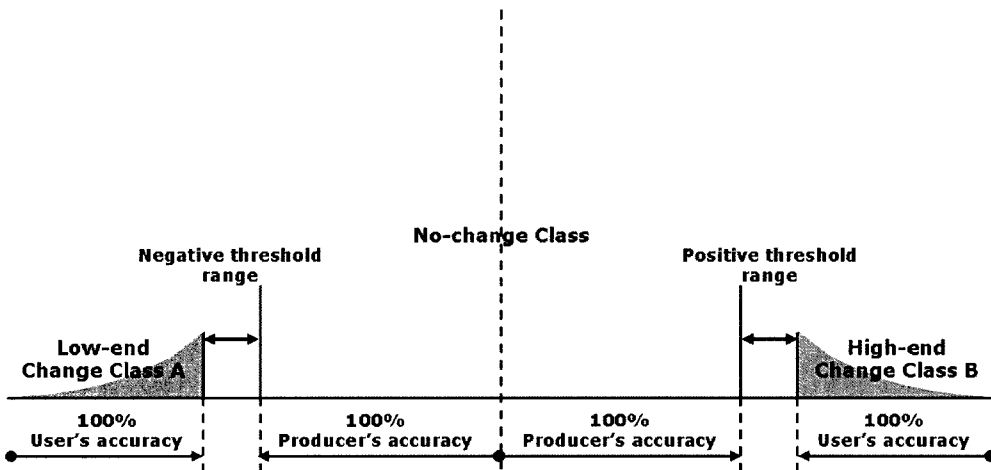 No-change Class
Negative threshold
range
Positive threshold
range
Low-end
Change Class A
High-end
Change Class B
100%
User's accuracy
100%
Producer's accuracy
100%
Producer's accuracy
100%
User's accuracy